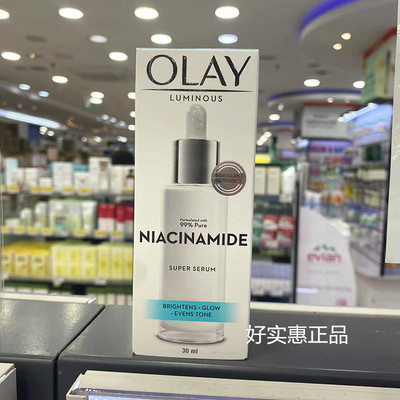 OLAY
LUMINOUS
Formulated with
99% Pure
NIACINAMIDE
SUPER SERUM
BRIGHTENS • GLOW
• EVENS TONE
30 ml
evian
好实惠正品